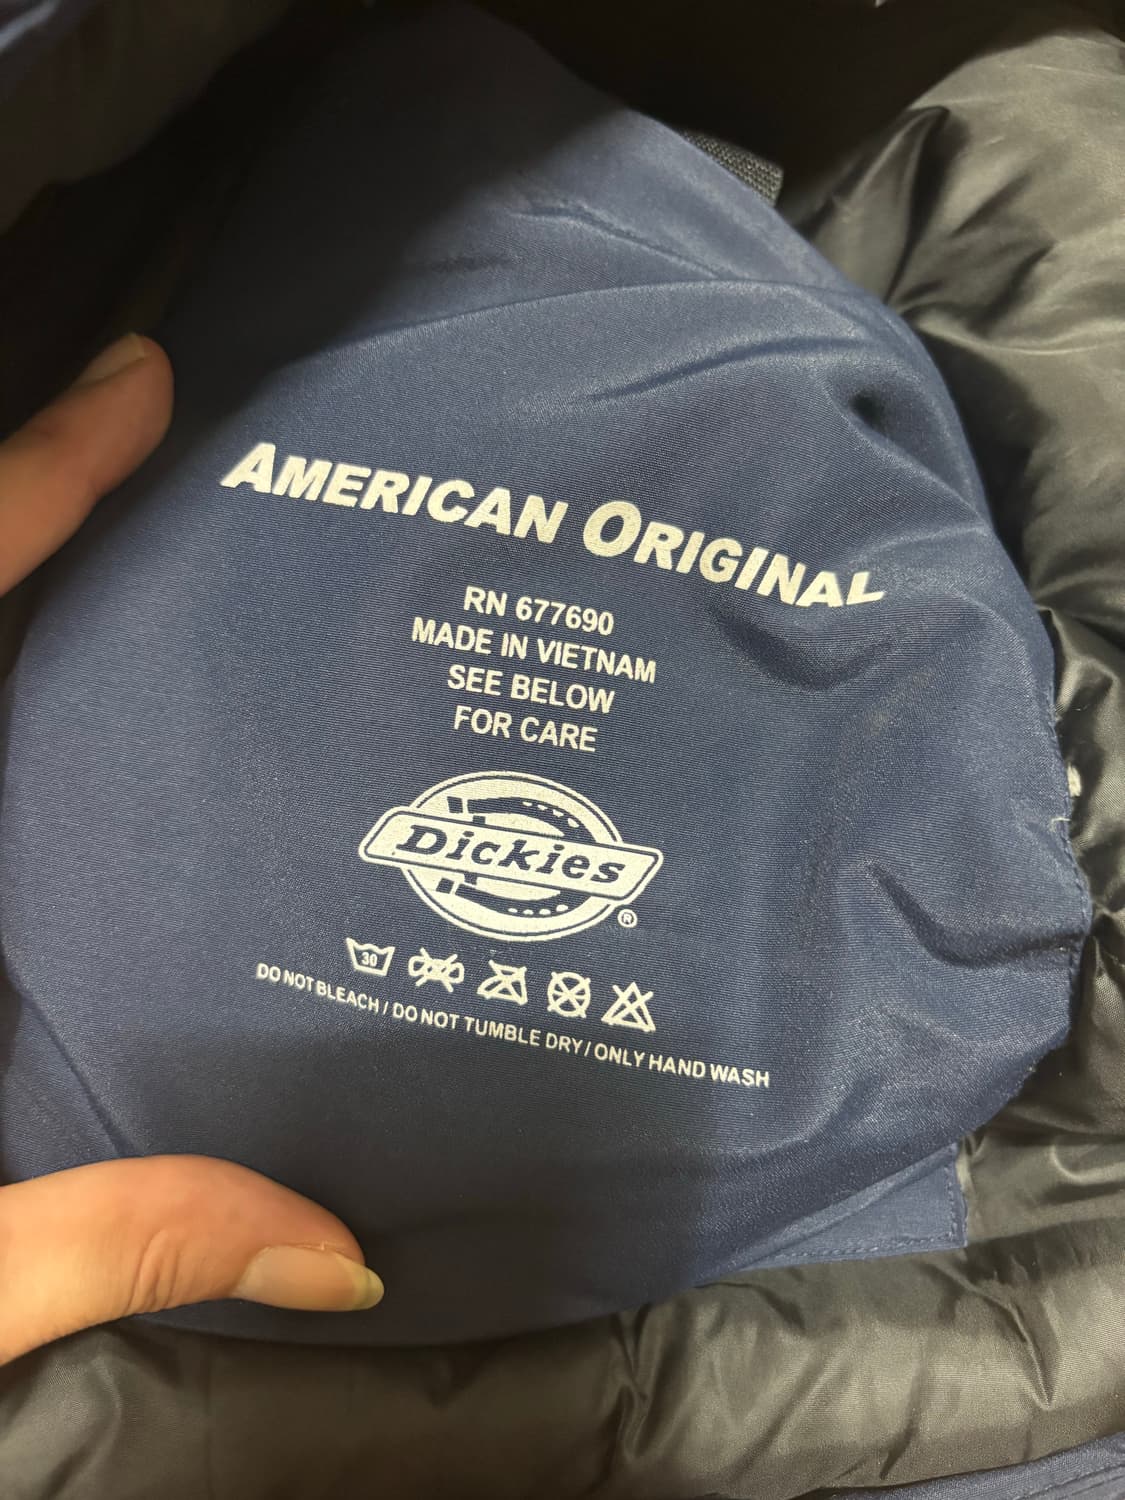 AMERICAN ORIGINAL
RN 677690
MADE IN VIETNAM
SEE BELOW
FOR CARE
Dickies
®
30
DO NOT BLEACH / DO NOT TUMBLE DRY / ONLY HAND WASH